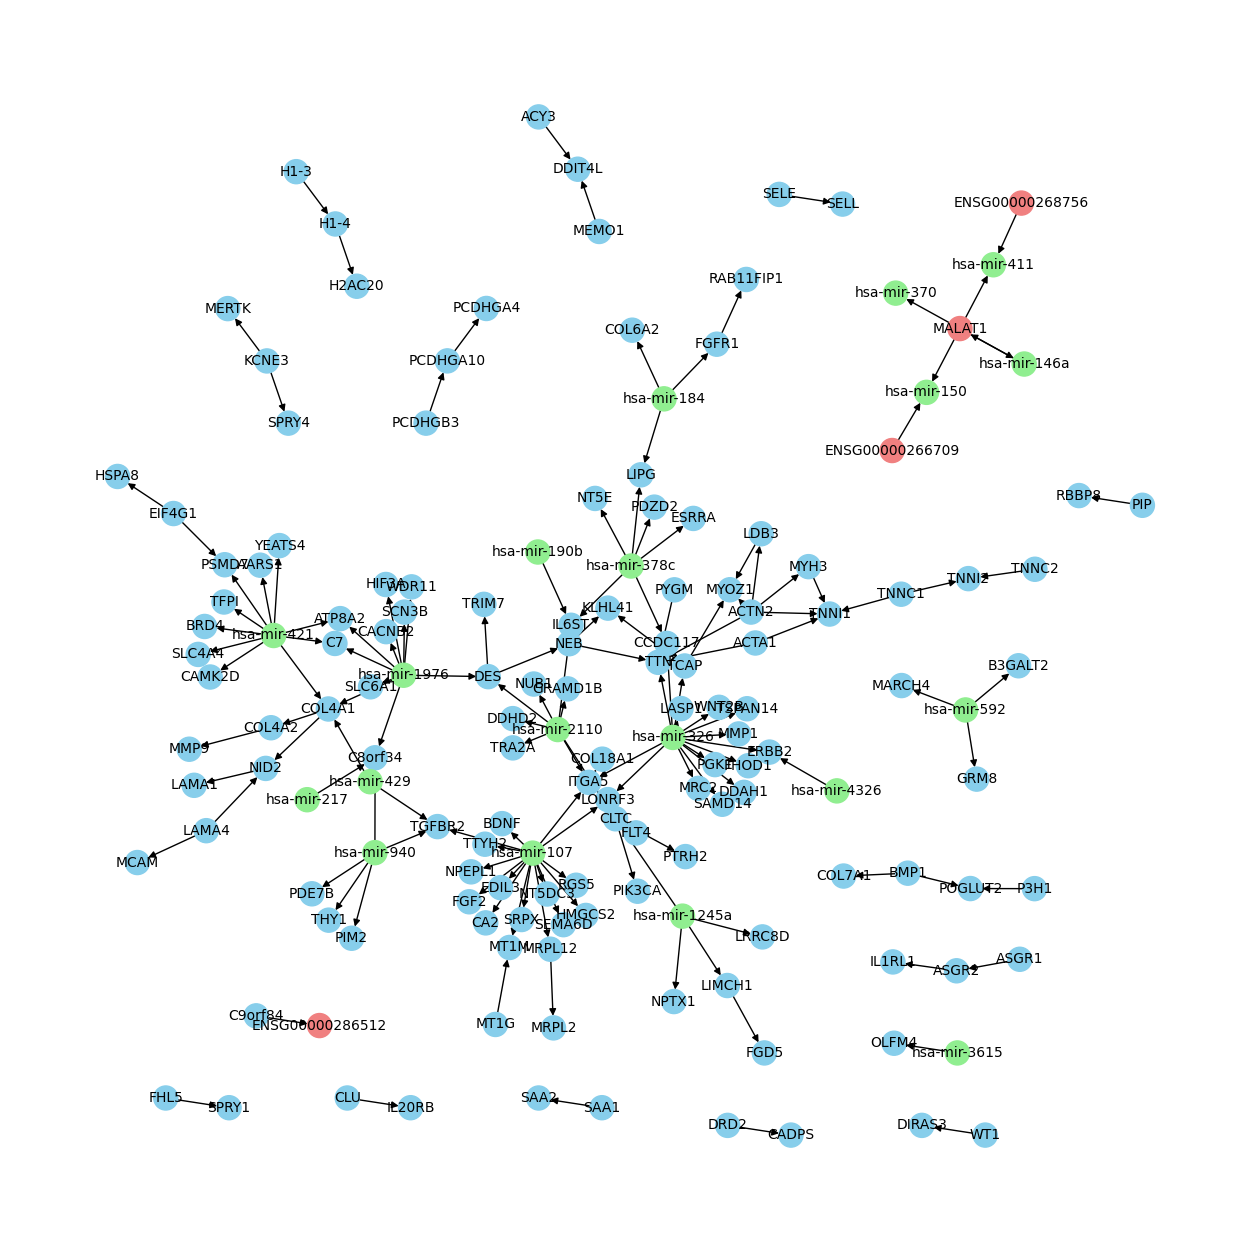 ACY3
DDIT4L
MEMO1
H1-3
H1-4
H2AC20
SELE
SELL
ENSG00000268756
hsa-mir-411
hsa-mir-370
MALAT1
hsa-mir-146a
hsa-mir-150
ENSG00000266709
RAB11FIP1
COL6A2
FGFR1
hsa-mir-184
LIPG
MERTK
KCNE3
SPRY4
PCDHGA4
PCDHGA10
PCDHGB3
HSPA8
EIF4G1
YEATS4
PSMD7
AARS1
TFPI
BRD4
hsa-mir-421
SLC4A4
CAMK2D
ATP8A2
C7
HIF3A
WDR11
SCN3B
CACNB2
hsa-mir-1976
SLC6A1
COL4A1
COL4A2
MMP9
NID2
LAMA1
LAMA4
MCAM
C8orf34
hsa-mir-429
hsa-mir-217
hsa-mir-940
TGFBR2
PDE7B
THY1
PIM2
NT5E
PDZD2
ESRRA
hsa-mir-190b
hsa-mir-378c
TRIM7
KLHL41
IL6ST
NEB
PYGM
CCDC117
TTN
TCAP
LDB3
MYOZ1
MYH3
ACTN2
TNNI1
ACTA1
TNNC1
TNNI2
TNNC2
RBBP8
PIP
DES
NUB1
GRAMD1B
DDHD2
hsa-mir-2110
TRA2A
COL18A1
ITGA5
LONRF3
LASP1
WNT2B
TSPAN14
hsa-mir-326
MMP1
ERBB2
PGK1
FHOD1
MRC2
DDAH1
SAMD14
hsa-mir-4326
MARCH4
B3GALT2
hsa-mir-592
GRM8
CLTC
FLT4
PTRH2
PIK3CA
BDNF
TTYH2
hsa-mir-107
NPEPL1
EDIL3
FGF2
CA2
SRPX
NT5DC3
RGS5
HMGCS2
SEMA6D
MT1M
MRPL12
MT1G
MRPL2
hsa-mir-1245a
LRRC8D
NPTX1
LIMCH1
FGD5
COL7A1
BMP1
POGLUT2
P3H1
IL1RL1
ASGR2
ASGR1
OLFM4
hsa-mir-3615
C9orf84
ENSG00000286512
FHL5
SPRY1
CLU
IL20RB
SAA2
SAA1
DRD2
CADPS
DIRAS3
WT1